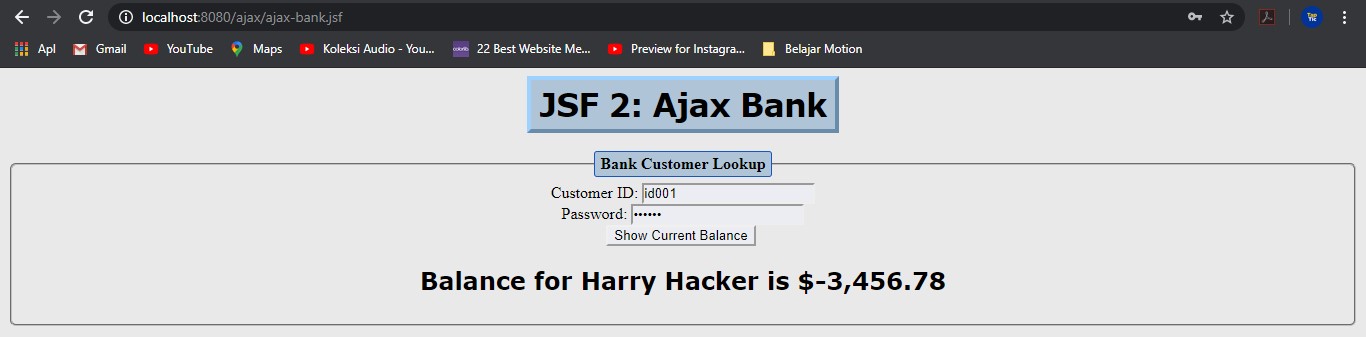 localhost:8080/ajax/ajax-bank.jsf
Apl Gmail YouTube Maps Koleksi Audio - You... 22 Best Website Me... Preview for Instagra... Belajar Motion
JSF 2: Ajax Bank
Bank Customer Lookup
Customer ID: id001
Password: ••••••
Show Current Balance
Balance for Harry Hacker is $-3,456.78